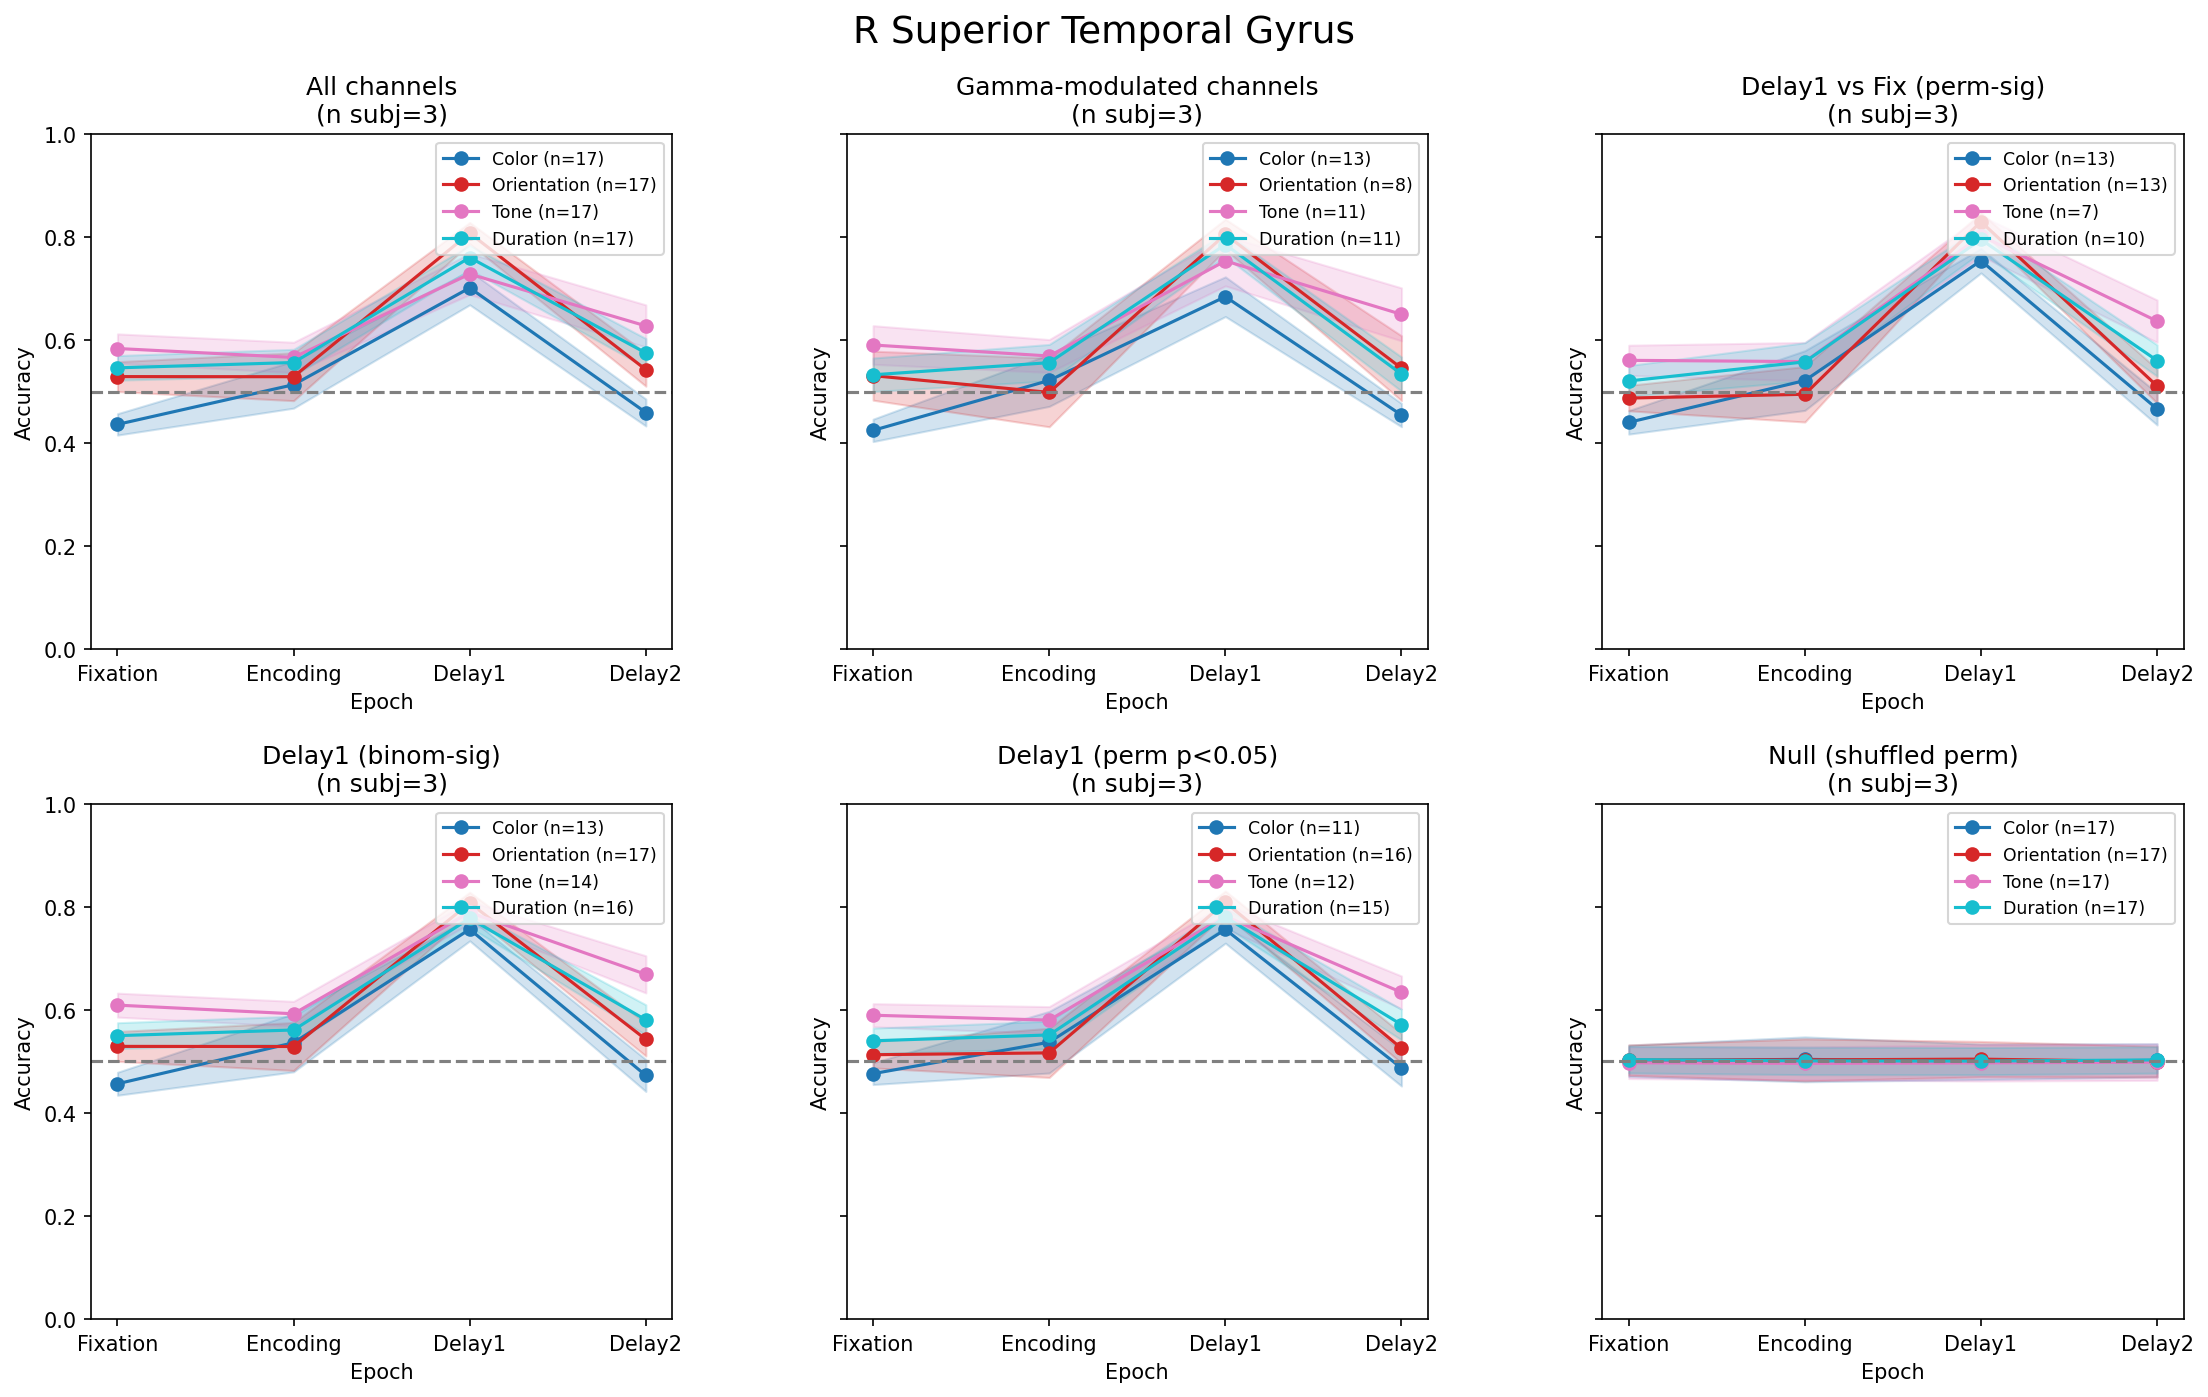 R Superior Temporal Gyrus
All channels
(n subj=3)
1.0
0.8
0.6
0.4
0.2
0.0
Accuracy
Color (n=17)
Orientation (n=17)
Tone (n=17)
Duration (n=17)
Fixation Encoding Delay1 Delay2
Epoch
Gamma-modulated channels
(n subj=3)
Accuracy
Color (n=13)
Orientation (n=8)
Tone (n=11)
Duration (n=11)
Fixation Encoding Delay1 Delay2
Epoch
Delay1 vs Fix (perm-sig)
(n subj=3)
Accuracy
Color (n=13)
Orientation (n=13)
Tone (n=7)
Duration (n=10)
Fixation Encoding Delay1 Delay2
Epoch
Delay1 (binom-sig)
(n subj=3)
1.0
0.8
0.6
0.4
0.2
0.0
Accuracy
Color (n=13)
Orientation (n=17)
Tone (n=14)
Duration (n=16)
Fixation Encoding Delay1 Delay2
Epoch
Delay1 (perm p<0.05)
(n subj=3)
Accuracy
Color (n=11)
Orientation (n=16)
Tone (n=12)
Duration (n=15)
Fixation Encoding Delay1 Delay2
Epoch
Null (shuffled perm)
(n subj=3)
Accuracy
Color (n=17)
Orientation (n=17)
Tone (n=17)
Duration (n=17)
Fixation Encoding Delay1 Delay2
Epoch